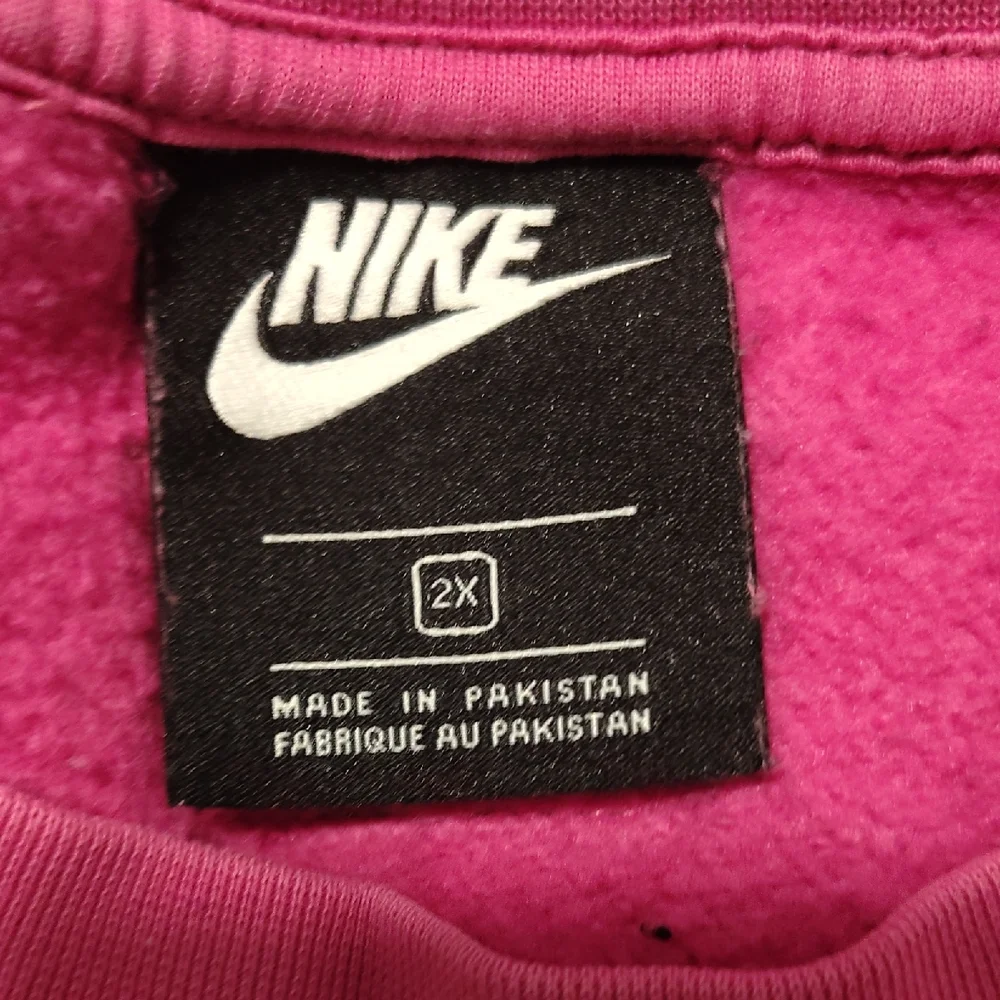 NIKE
2X
MADE IN PAKISTAN
FABRIQUE AU PAKISTAN